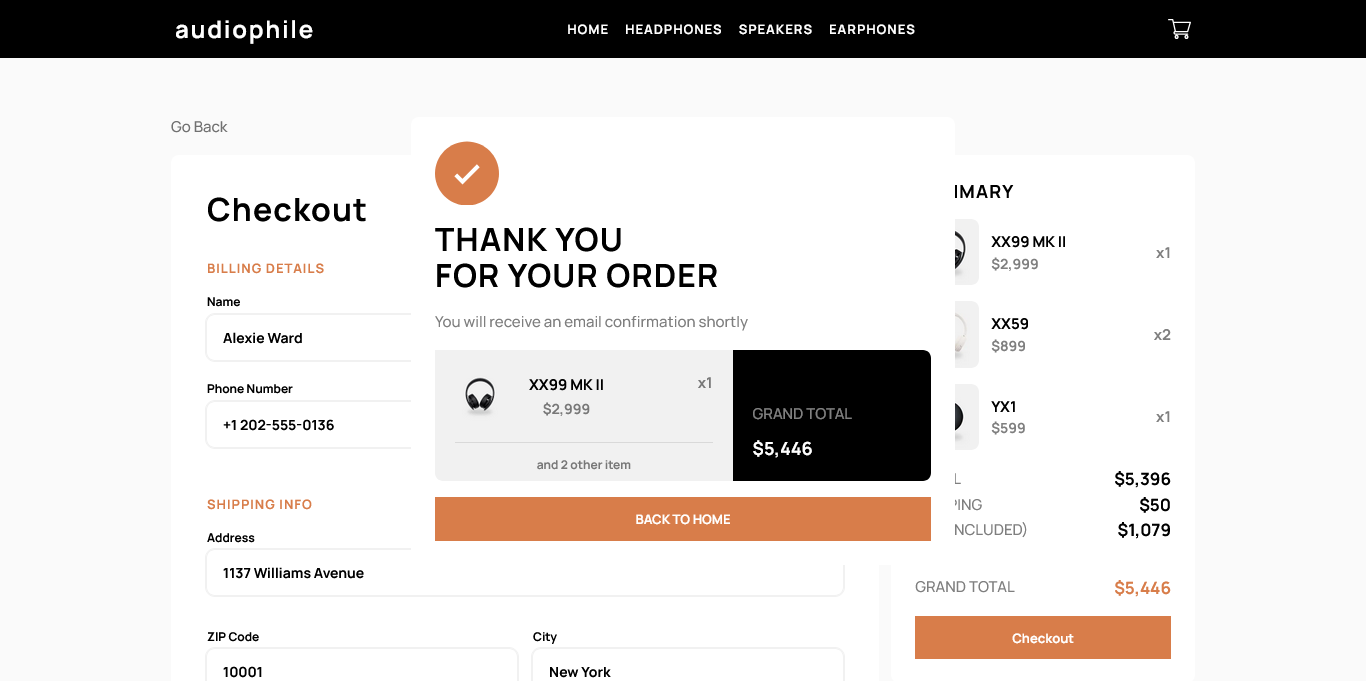 audiophile
HOME HEADPHONES SPEAKERS EARPHONES
Go Back
Checkout
BILLING DETAILS
Name
Alexie Ward
Phone Number
+1 202-555-0136
SHIPPING INFO
Address
1137 Williams Avenue
ZIP Code
10001
City
New York
THANK YOU
FOR YOUR ORDER
You will receive an email confirmation shortly
XX99 MK II
x1
$2,999
and 2 other item
GRAND TOTAL
$5,446
BACK TO HOME
XX99 MK II
$2,999
x1
XX59
$899
x2
YX1
$599
x1
$5,396
$50
INCLUDED)
$1,079
GRAND TOTAL
$5,446
Checkout